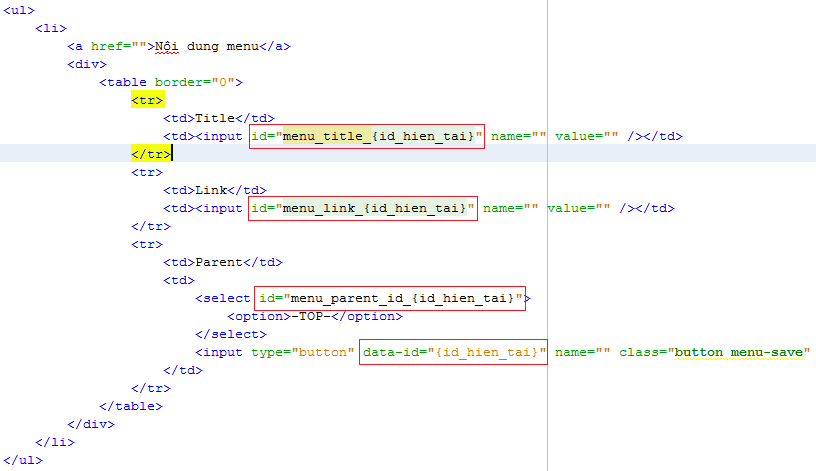 <ul>
<li>
<a href="">Nội dung menu</a>
<div>
<table border="0">
<tr>
<td>Title</td>
<td><input id="menu_title_{id_hien_tai}" name="" value="" /></td>
</tr>
<tr>
<td>Link</td>
<td><input id="menu_link_{id_hien_tai}" name="" value="" /></td>
</tr>
<tr>
<td>Parent</td>
<td>
<select id="menu_parent_id_{id_hien_tai}">
<option>-TOP-</option>
</select>
<input type="button" data-id="{id_hien_tai}" name="" class="button menu-save"
</td>
</tr>
</table>
</div>
</li>
</ul>